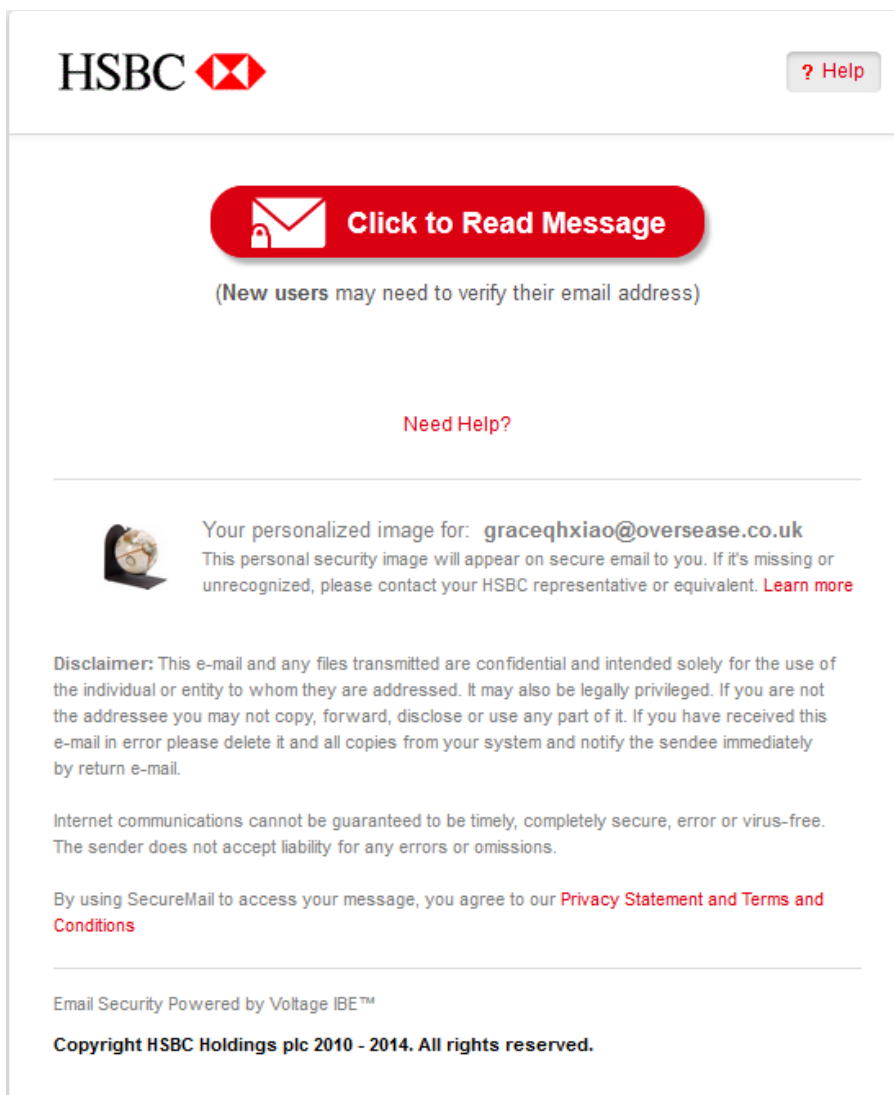 HSBC
? Help
Click to Read Message
(New users may need to verify their email address)
Need Help?
Your personalized image for: graceqhxiao@oversease.co.uk
This personal security image will appear on secure email to you. If it's missing or
unrecognized, please contact your HSBC representative or equivalent. Learn more
Disclaimer: This e-mail and any files transmitted are confidential and intended solely for the use of
the individual or entity to whom they are addressed. It may also be legally privileged. If you are not
the addressee you may not copy, forward, disclose or use any part of it. If you have received this
e-mail in error please delete it and all copies from your system and notify the sendee immediately
by return e-mail.
Internet communications cannot be guaranteed to be timely, completely secure, error or virus-free.
The sender does not accept liability for any errors or omissions.
By using SecureMail to access your message, you agree to our Privacy Statement and Terms and
Conditions
Email Security Powered by Voltage IBE™
Copyright HSBC Holdings plc 2010 - 2014. All rights reserved.